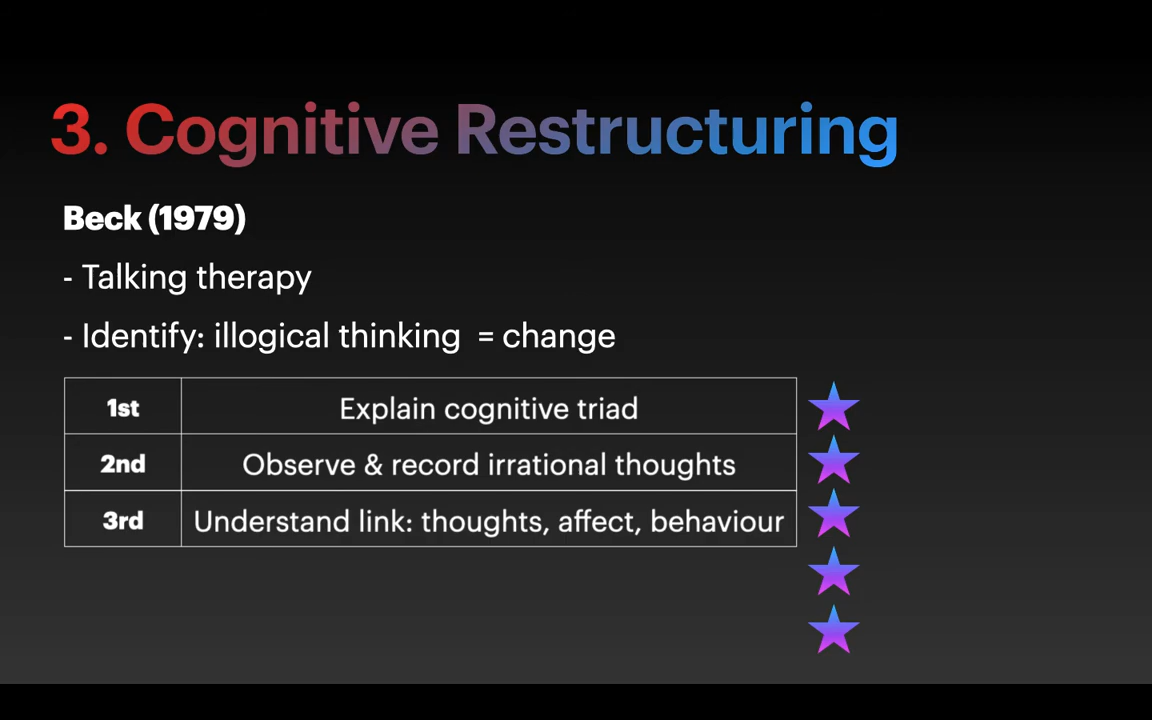 3. Cognitive Restructuring
Beck (1979)
- Talking therapy
- Identify: illogical thinking = change
1st Explain cognitive triad
2nd Observe & record irrational thoughts
3rd Understand link: thoughts, affect, behaviour